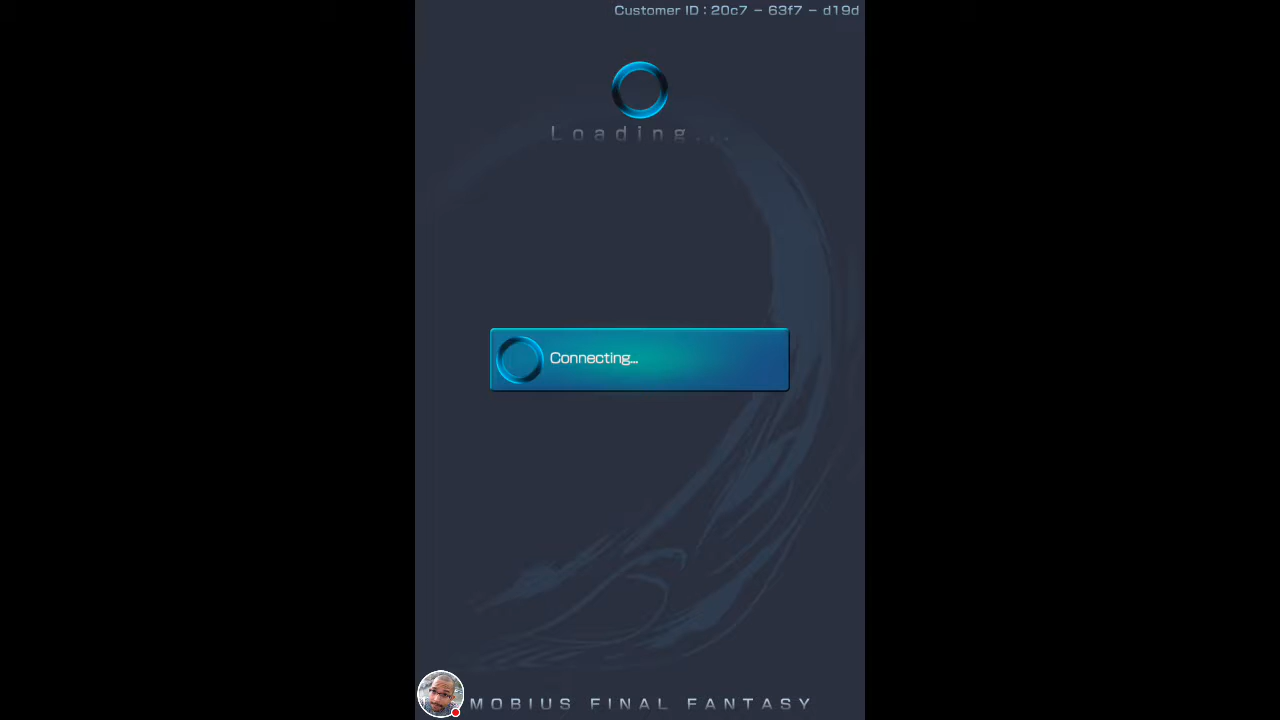 Customer ID : 20c7 - 63f7 - d19d
Loading...
Connecting...
MOBIUS FINAL FANTASY